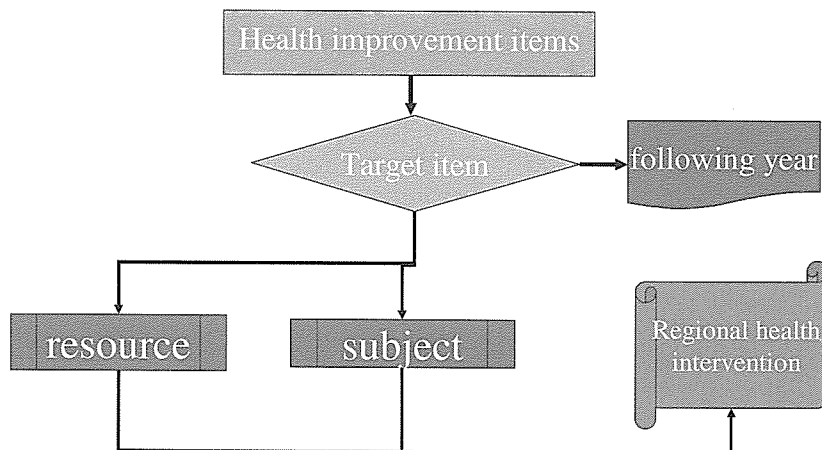 Health improvement items
Target item
following year
resource
subject
Regional health
intervention